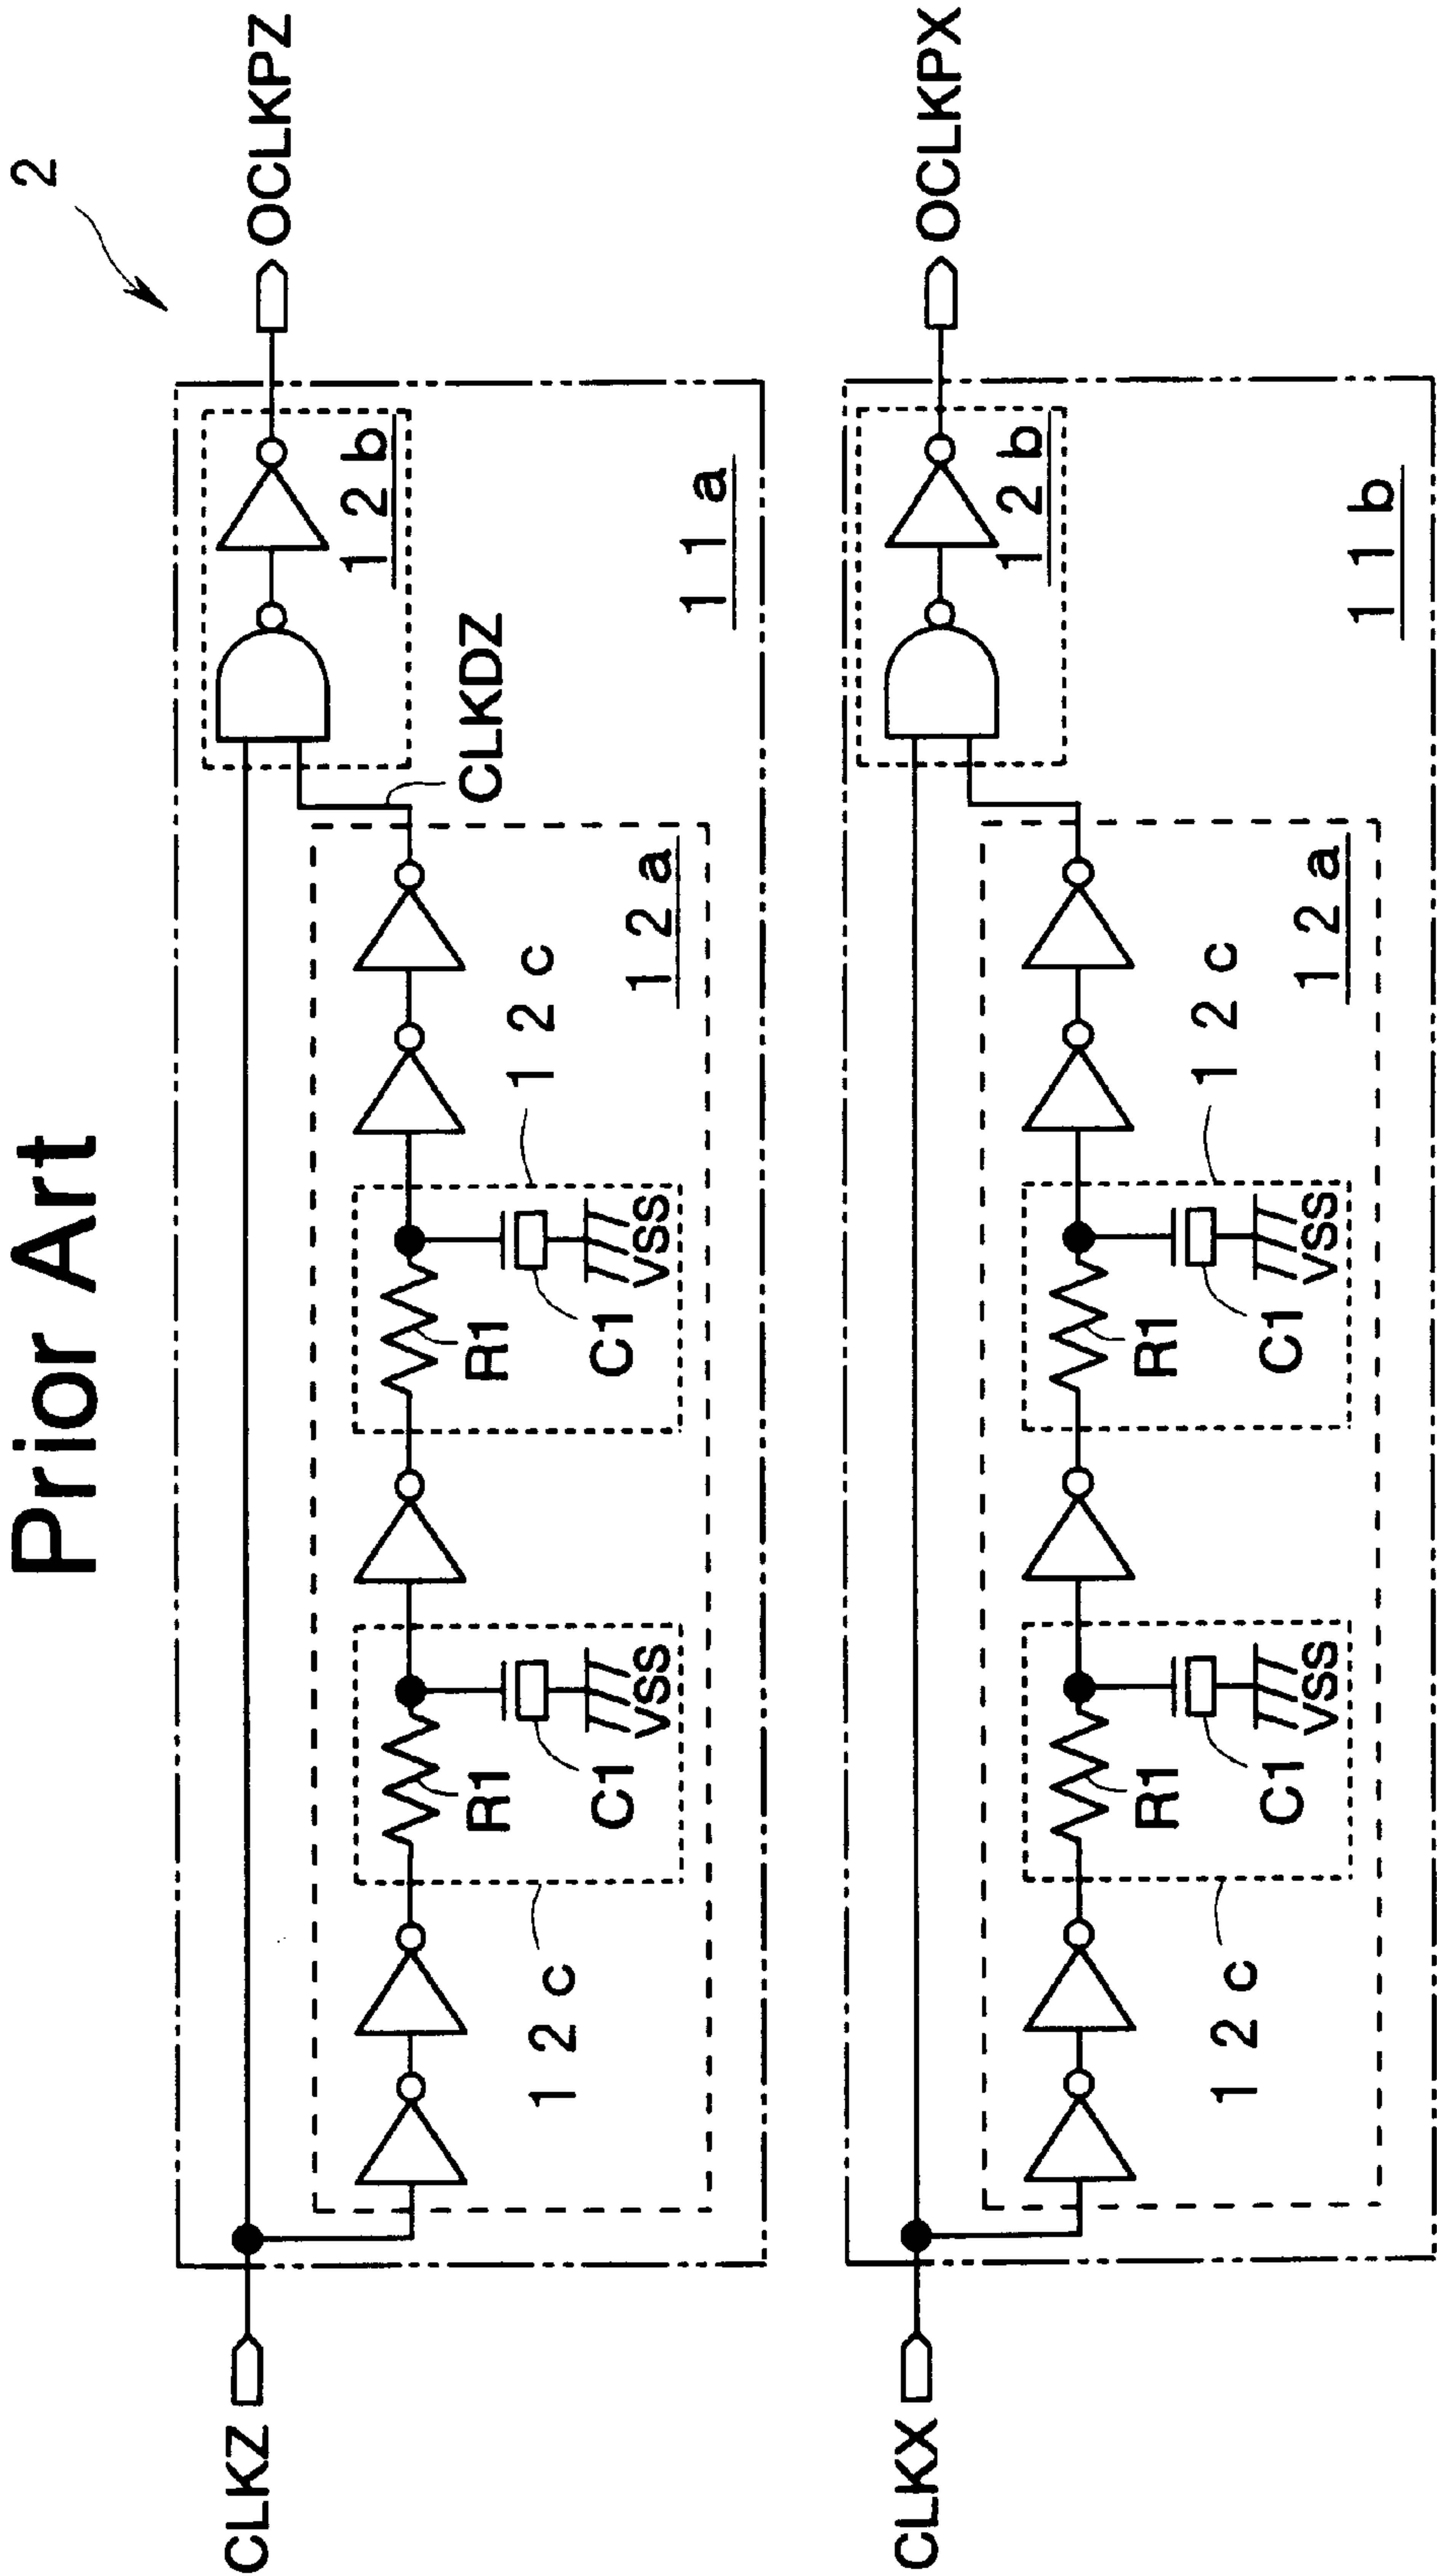 Prior Art
2
CLKZ
OCLKPZ
12b
CLKDZ
R1
C1
VSS
12c
R1
C1
VSS
12c
12a
11a
CLKX
OCLKPX
12b
R1
C1
VSS
12c
R1
C1
VSS
12c
12a
11b